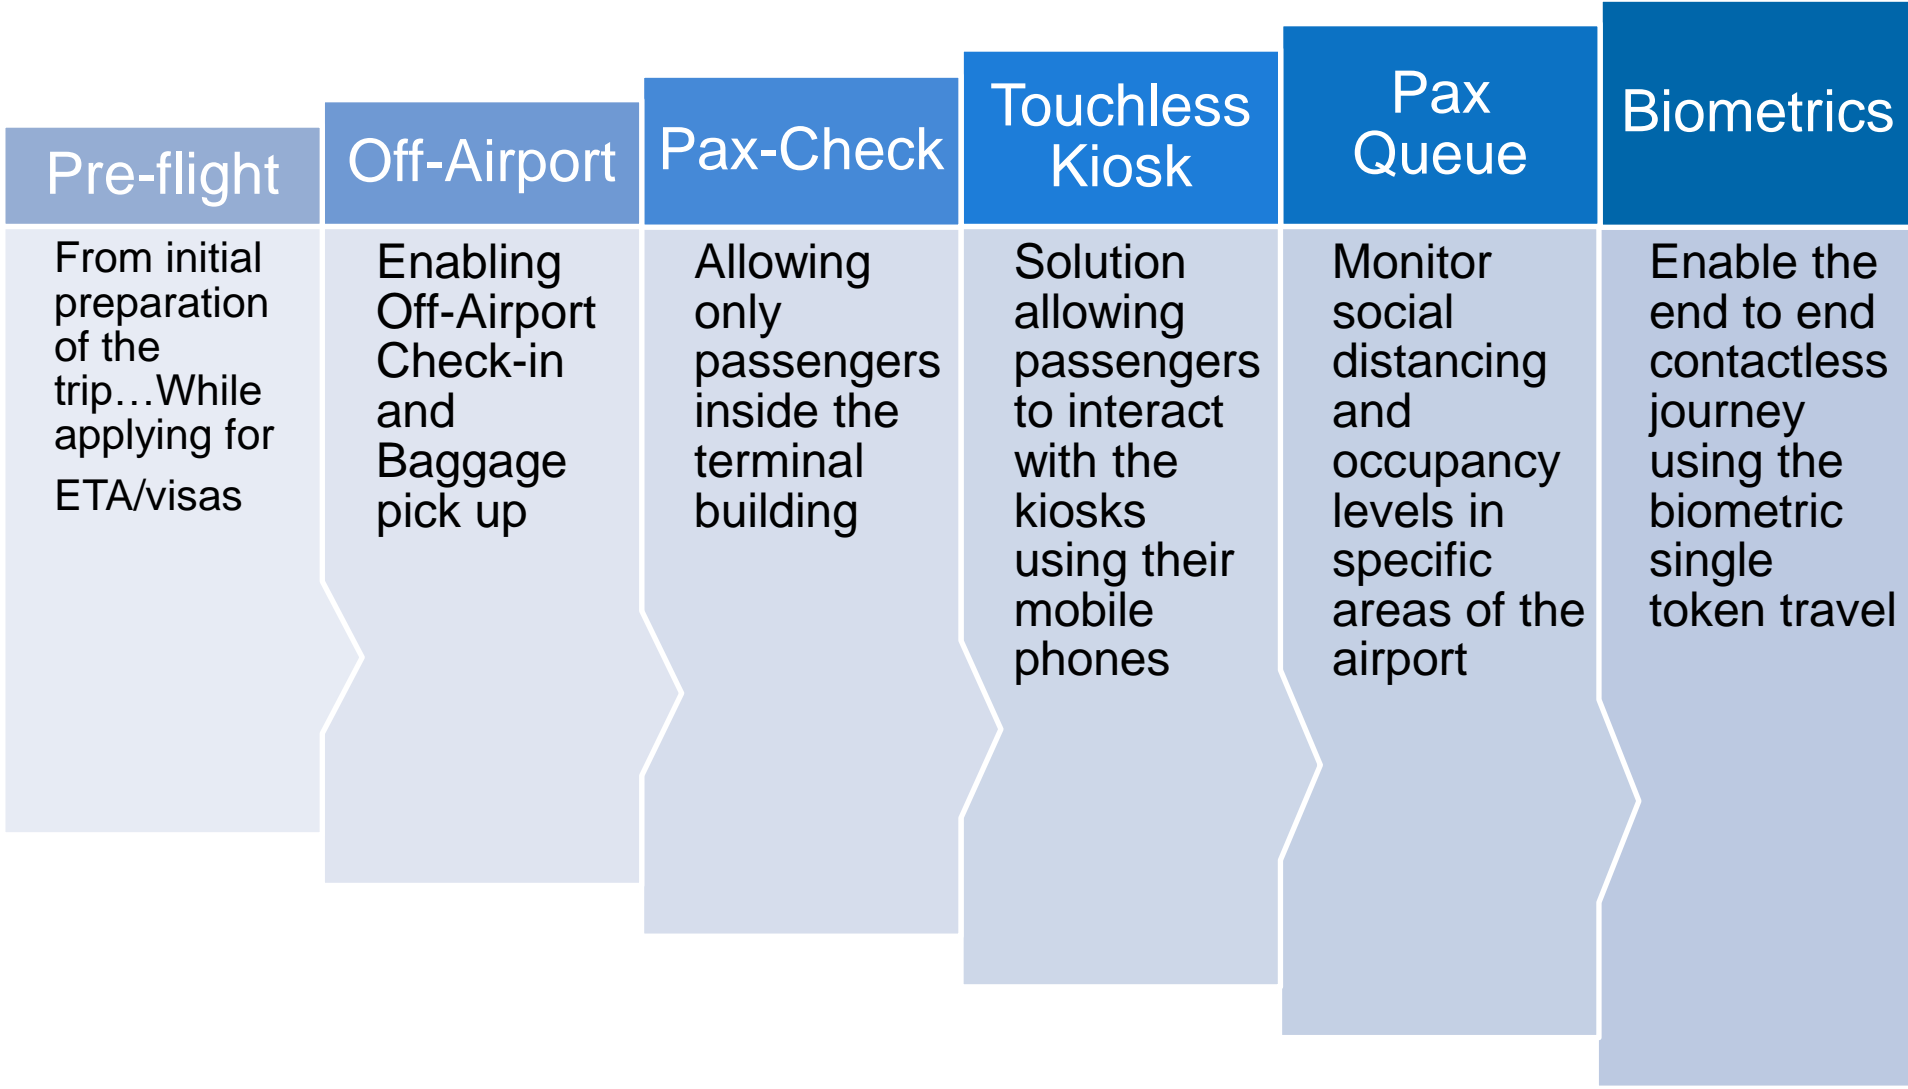 Pre-flight
From initial
preparation
of the
trip…While
applying for
ETA/visas
Off-Airport
Enabling
Off-Airport
Check-in
and
Baggage
pick up
Pax-Check
Allowing
only
passengers
inside the
terminal
building
Touchless
Kiosk
Solution
allowing
passengers
to interact
with the
kiosks
using their
mobile
phones
Pax
Queue
Monitor
social
distancing
and
occupancy
levels in
specific
areas of the
airport
Biometrics
Enable the
end to end
contactless
journey
using the
biometric
single
token travel